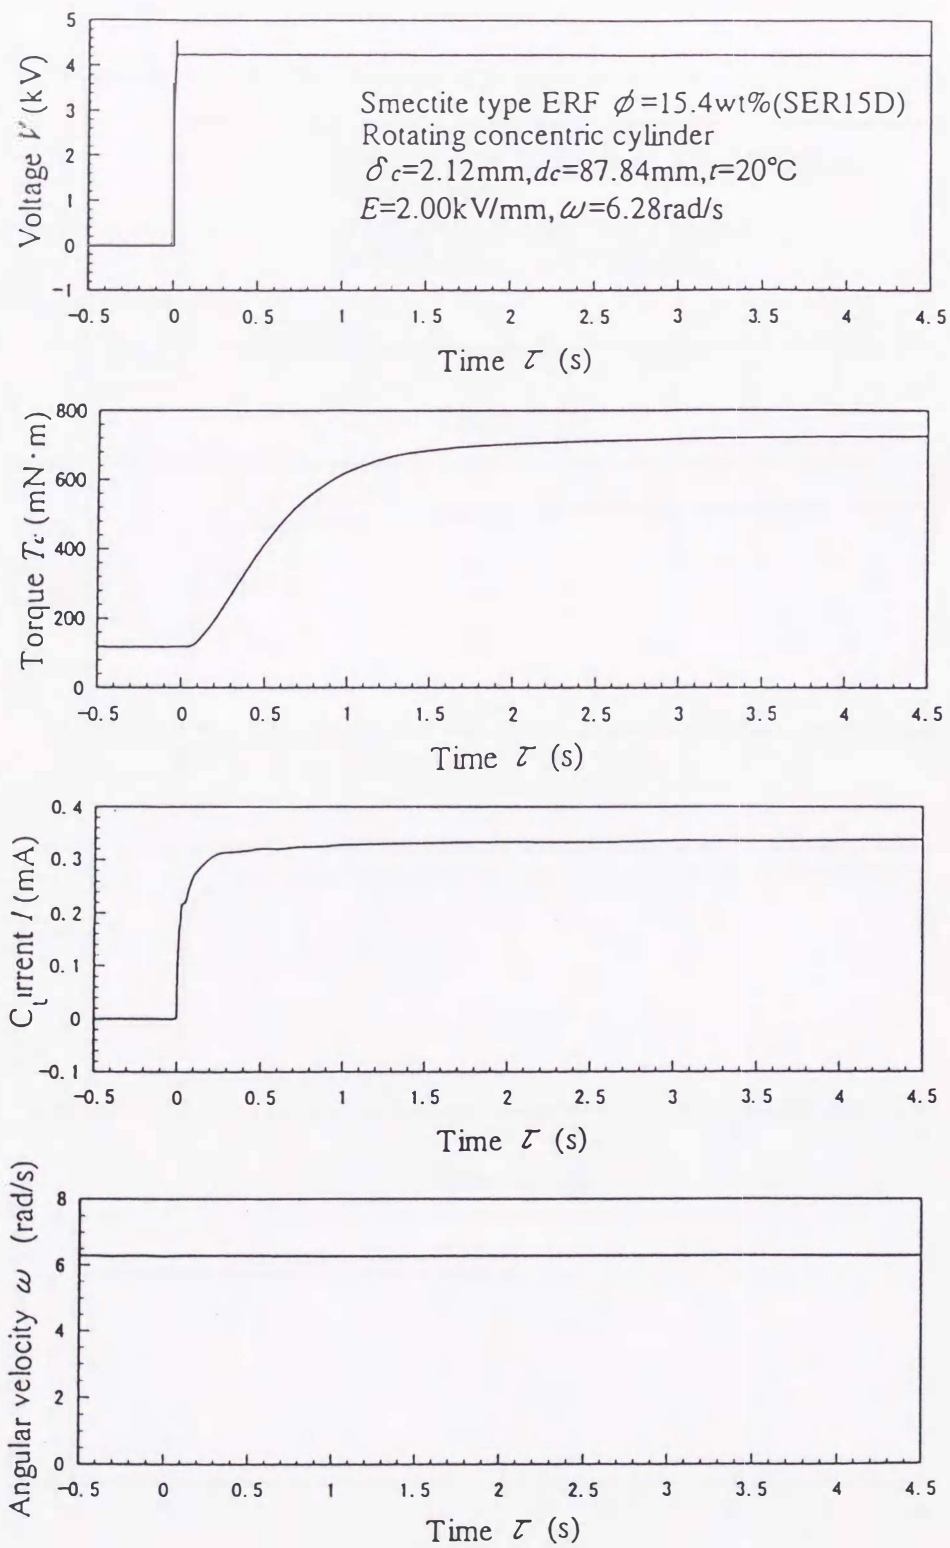 5
4
3
2
1
0
-1
Voltage V (kV)
Smectite type ERF ϕ=15.4wt%(SER15D)
Rotating concentric cylinder
δc=2.12mm,dc=87.84mm,t=20°C
E=2.00kV/mm,ω=6.28rad/s
-0.5 0 0.5 1 1.5 2 2.5 3 3.5 4 4.5
Time τ (s)
800
600
400
200
0
Torque Tc (mN·m)
-0.5 0 0.5 1 1.5 2 2.5 3 3.5 4 4.5
Time τ (s)
0.4
0.3
0.2
0.1
0
-0.1
Current I (mA)
-0.5 0 0.5 1 1.5 2 2.5 3 3.5 4 4.5
Time τ (s)
8
6
4
2
0
Angular velocity ω (rad/s)
-0.5 0 0.5 1 1.5 2 2.5 3 3.5 4 4.5
Time τ (s)